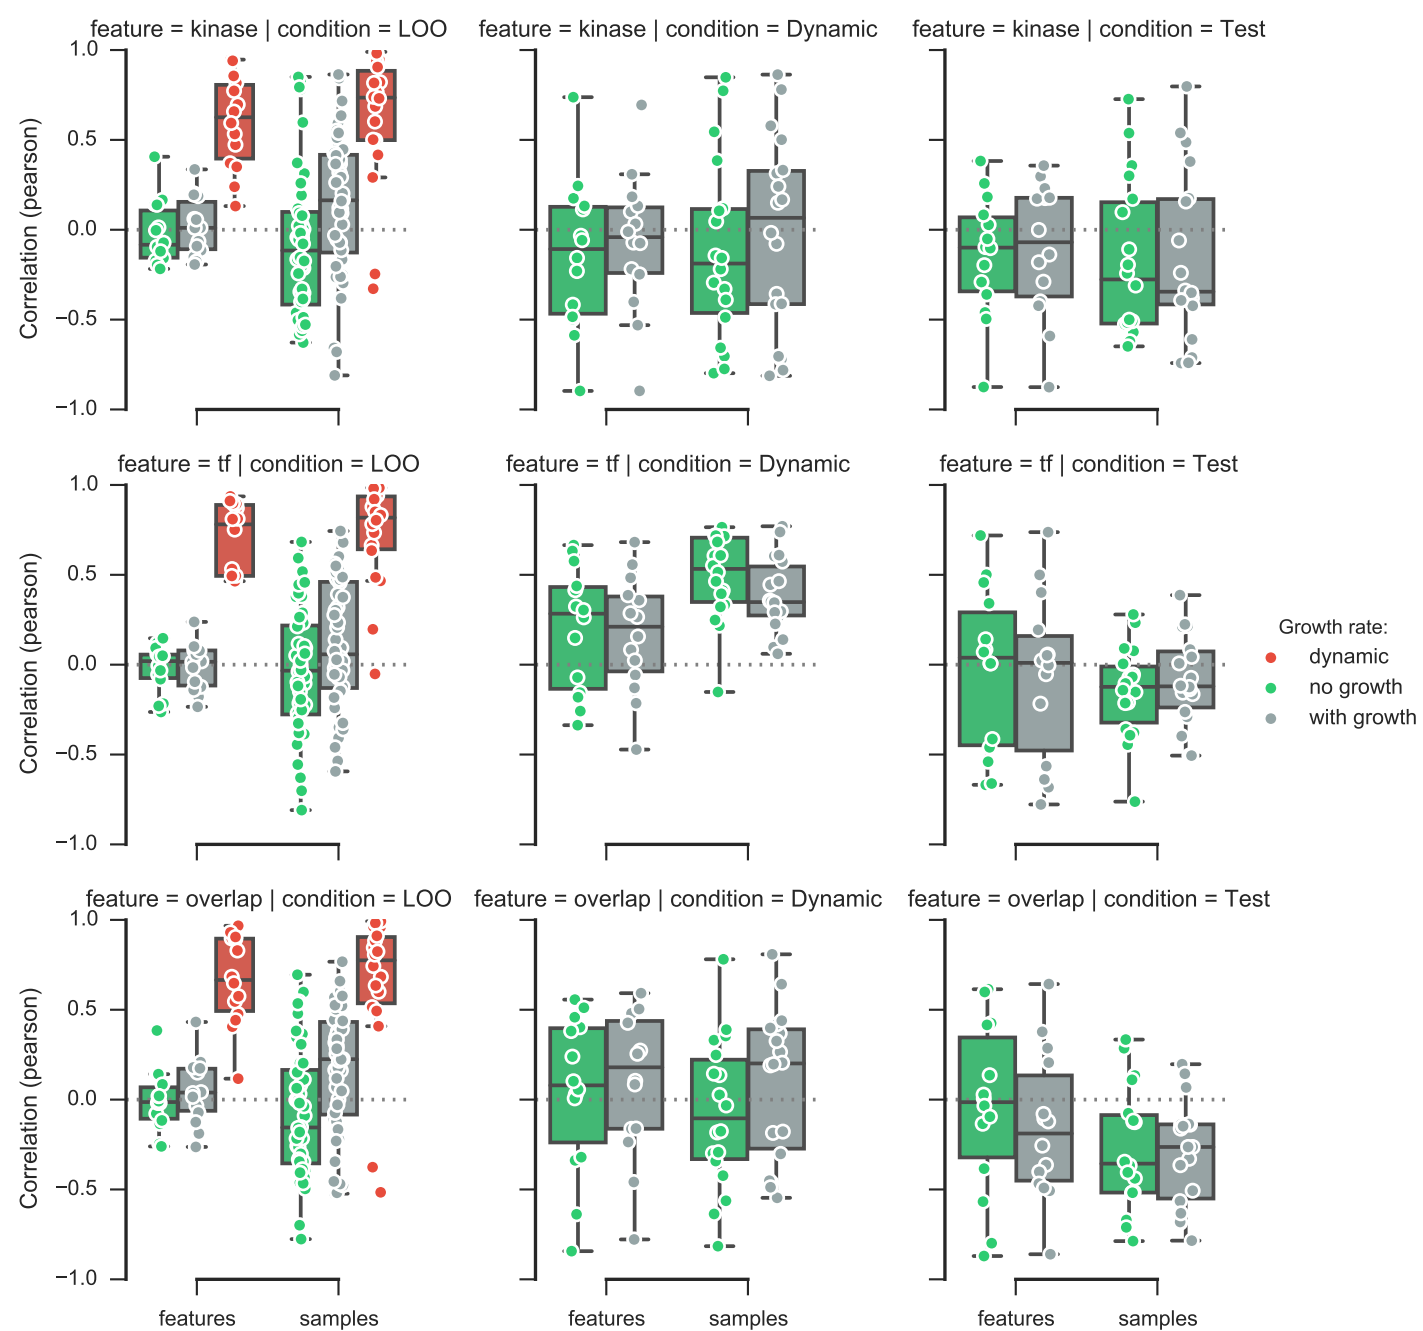 feature = kinase | condition = LOO
feature = kinase | condition = Dynamic
feature = kinase | condition = Test
1.0
0.5
0.0
−0.5
−1.0
Correlation (pearson)
feature = tf | condition = LOO
feature = tf | condition = Dynamic
feature = tf | condition = Test
1.0
0.5
0.0
−0.5
−1.0
Correlation (pearson)
Growth rate:
dynamic
no growth
with growth
feature = overlap | condition = LOO
feature = overlap | condition = Dynamic
feature = overlap | condition = Test
1.0
0.5
0.0
−0.5
−1.0
Correlation (pearson)
features
samples
features
samples
features
samples